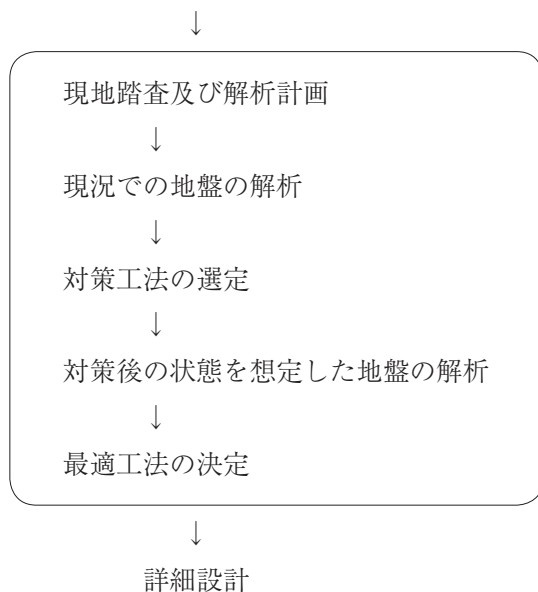 ↓
現地踏査及び解析計画
↓
現況での地盤の解析
↓
対策工法の選定
↓
対策後の状態を想定した地盤の解析
↓
最適工法の決定
↓
詳細設計